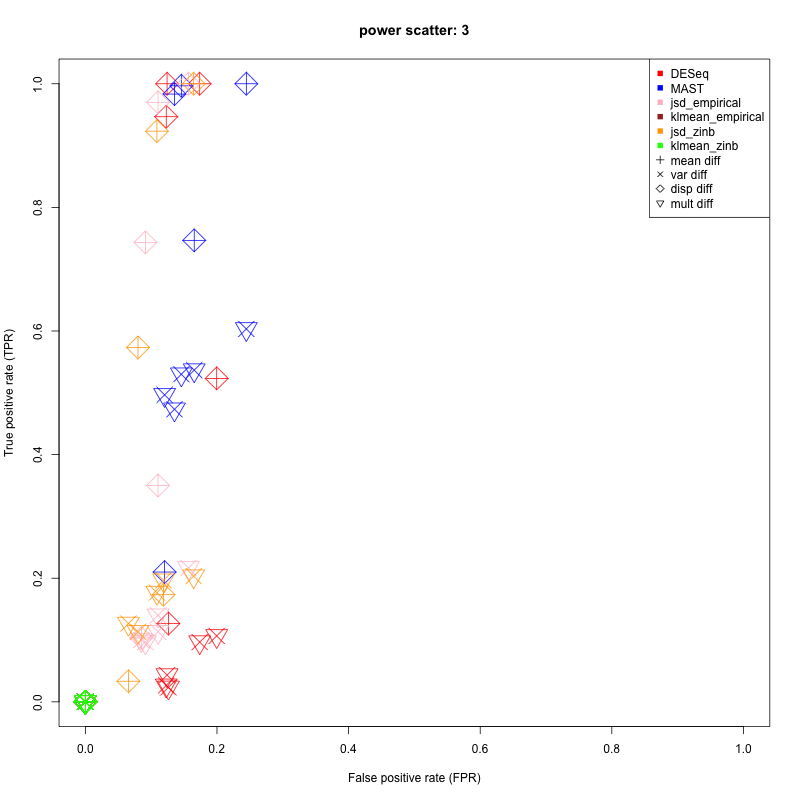 power scatter: 3
DESeq
MAST
jsd_empirical
klmean_empirical
jsd_zinb
klmean_zinb
mean diff
var diff
disp diff
mult diff
True positive rate (TPR)
1.0
0.8
0.6
0.4
0.2
0.0
0.0 0.2 0.4 0.6 0.8 1.0
False positive rate (FPR)